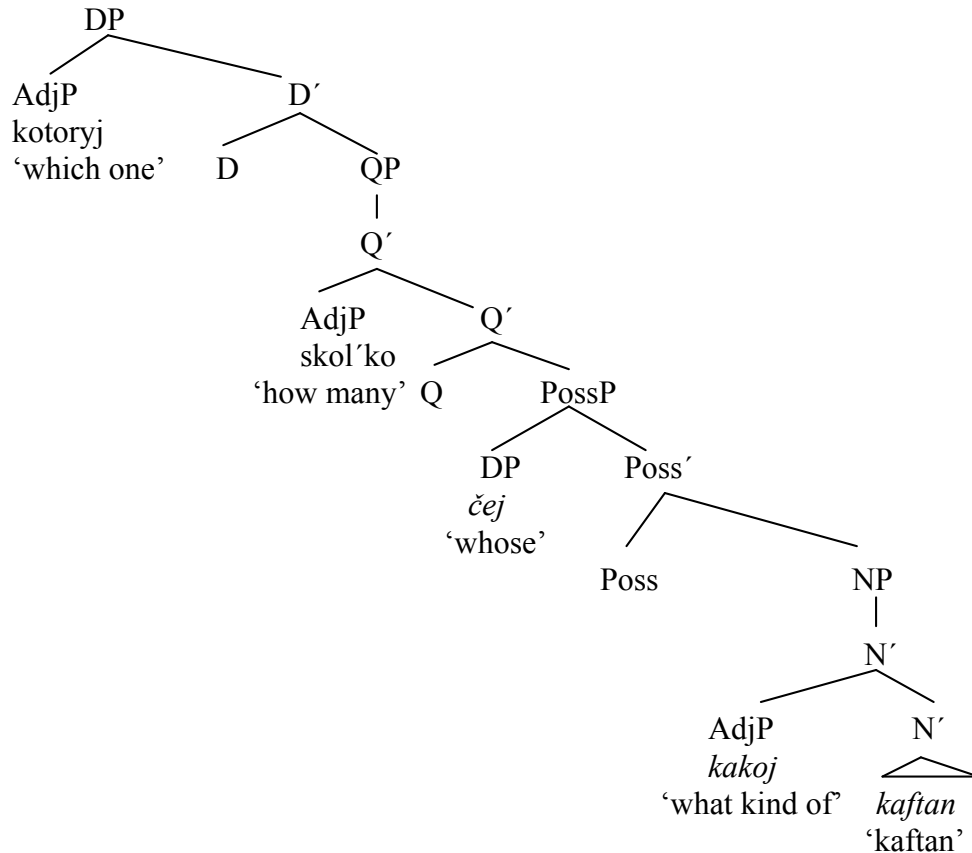 DP
AdjP D´
kotoryj
‘which one’ D QP
Q´
AdjP Q´
skol´ko
‘how many’ Q PossP
DP Poss´
čej
‘whose’
Poss NP
N´
AdjP N´
kakoj
‘what kind of’ kaftan
‘kaftan’